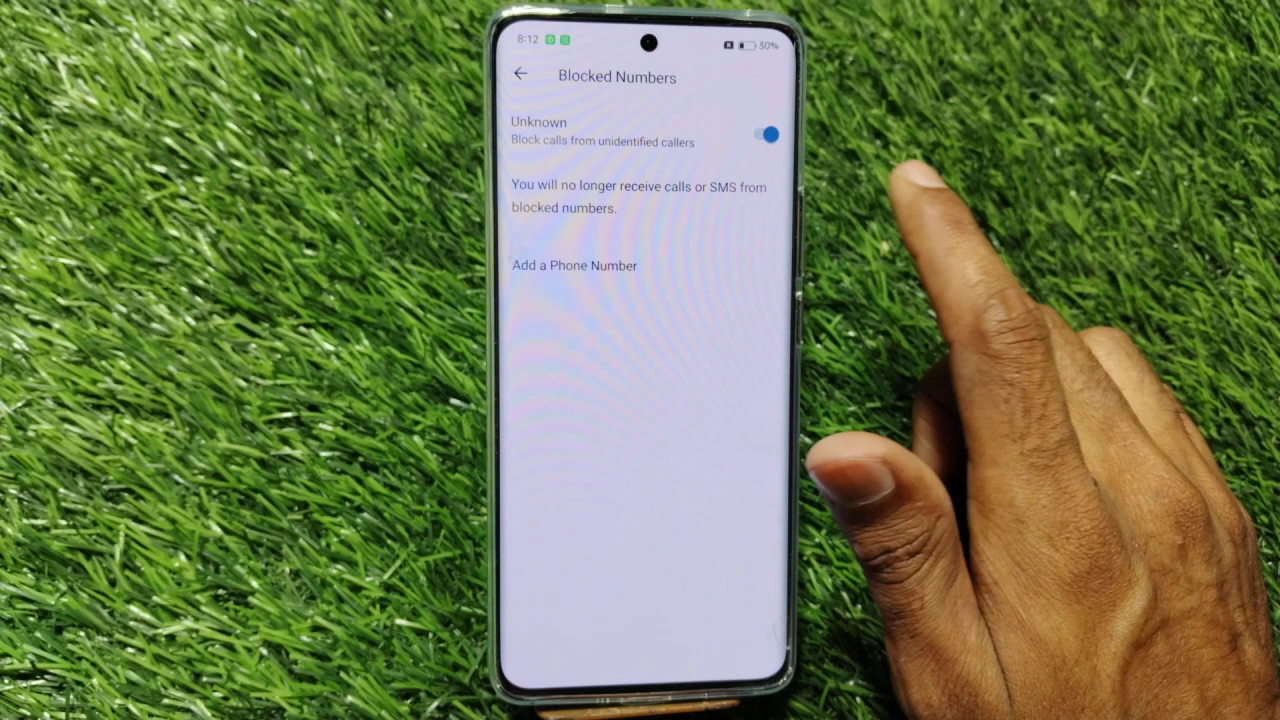 8:12 30%
Blocked Numbers
Unknown
Block calls from unidentified callers
You will no longer receive calls or SMS from
blocked numbers.
Add a Phone Number